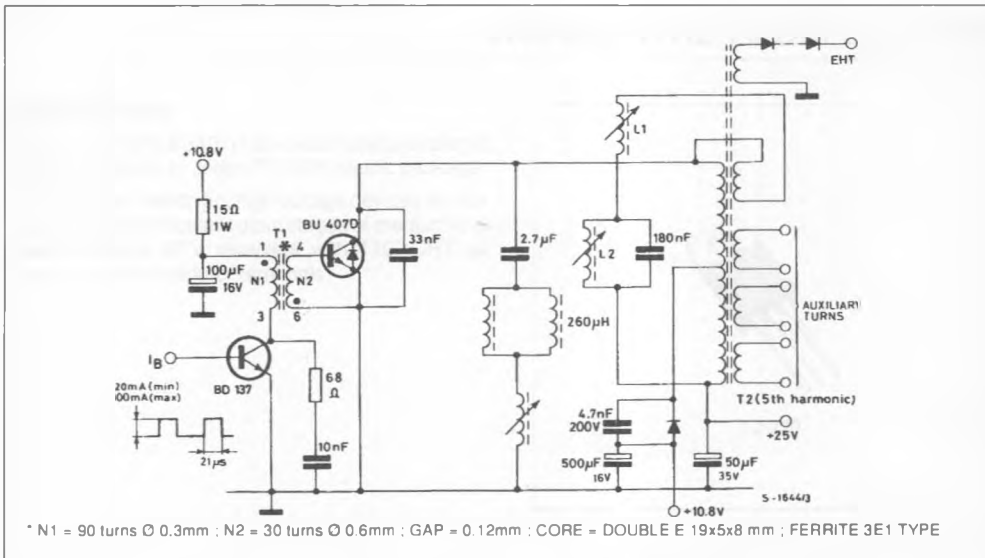 EHT
L1
+10.8V
15Ω
1W
BU 407D
T1
*
1
4
33nF
2.7µF
L2
180nF
100µF
16V
N1
N2
3
6
260µH
AUXILIARY
TURNS
IB
BD 137
68
Ω
20mA(min)
00mA(max)
21µs
10nF
T2(5th harmonic)
4.7nF
200V
+25V
500µF
16V
50µF
35V
S-1644/3
+10.8V
* N1 = 90 turns Ø 0.3mm ; N2 = 30 turns Ø 0.6mm ; GAP = 0.12mm ; CORE = DOUBLE E 19x5x8 mm ; FERRITE 3E1 TYPE